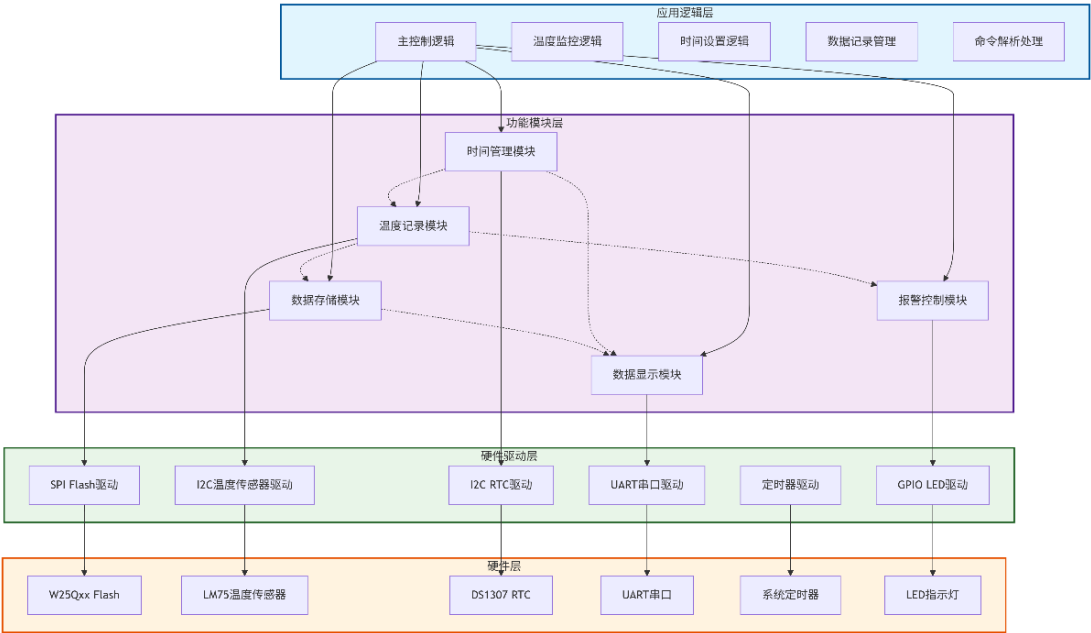 应用逻辑层
主控制逻辑
温度监控逻辑
时间设置逻辑
数据记录管理
命令解析处理
功能模块层
时间管理模块
温度记录模块
数据存储模块
报警控制模块
数据显示模块
硬件驱动层
SPI Flash驱动
I2C温度传感器驱动
I2C RTC驱动
UART串口驱动
定时器驱动
GPIO LED驱动
硬件层
W25Qxx Flash
LM75温度传感器
DS1307 RTC
UART串口
系统定时器
LED指示灯